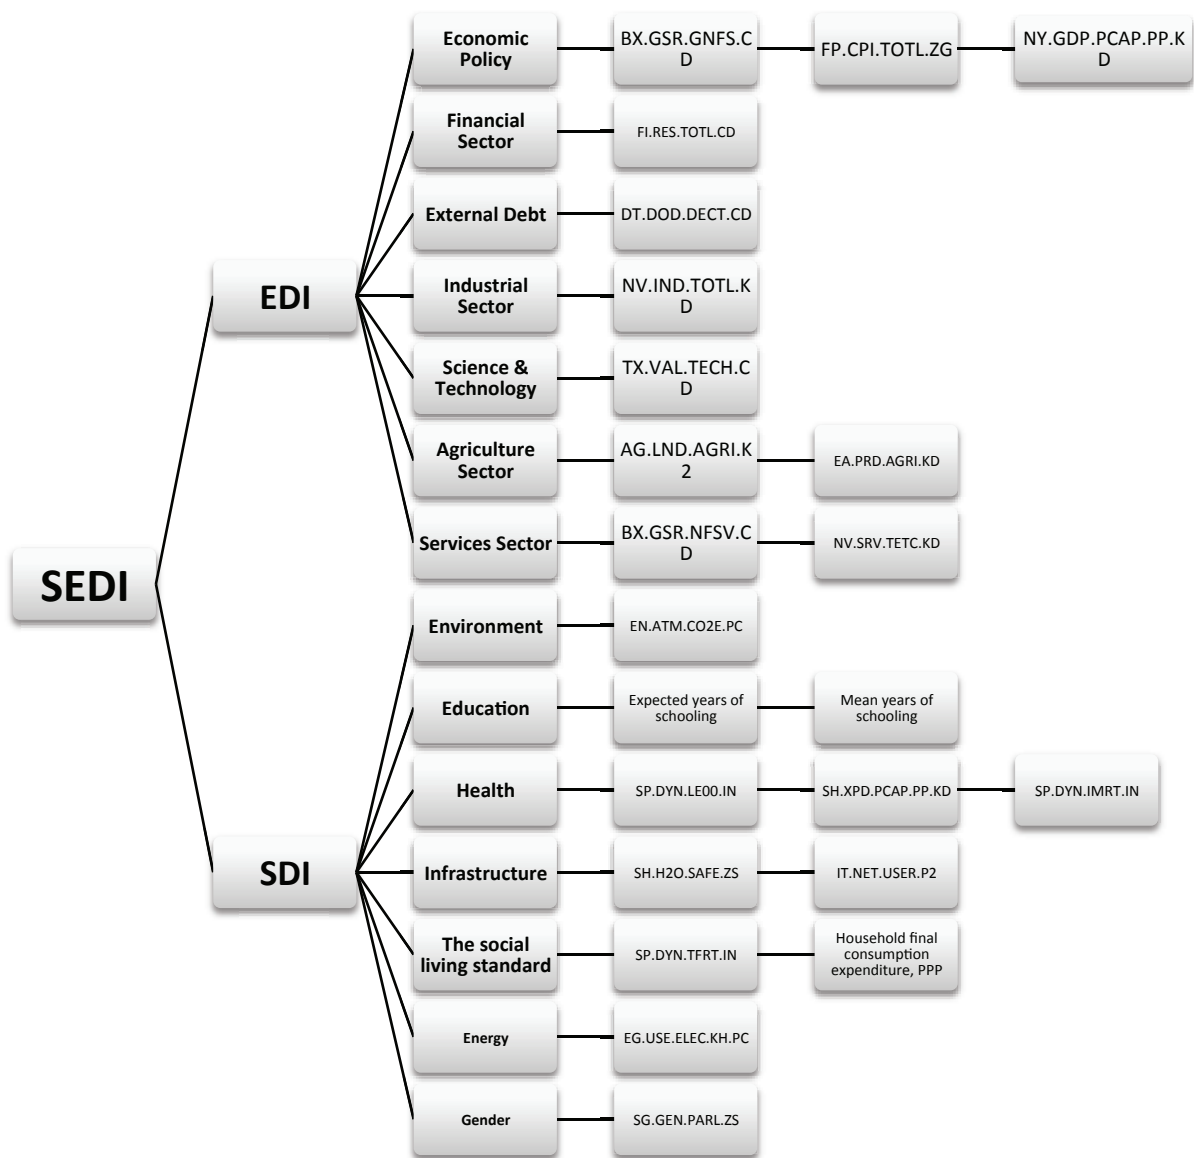 Economic
Policy
BX.GSR.GNFS.C
D
FP.CPI.TOTL.ZG
NY.GDP.PCAP.PP.K
D
Financial
Sector
FI.RES.TOTL.CD
External Debt
DT.DOD.DECT.CD
EDI
Industrial
Sector
NV.IND.TOTL.K
D
Science &
Technology
TX.VAL.TECH.C
D
Agriculture
Sector
AG.LND.AGRI.K
2
EA.PRD.AGRI.KD
Services Sector
BX.GSR.NFSV.C
D
NV.SRV.TETC.KD
SEDI
Environment
EN.ATM.CO2E.PC
Education
Expected years of
schooling
Mean years of
schooling
Health
SP.DYN.LE00.IN
SH.XPD.PCAP.PP.KD
SP.DYN.IMRT.IN
SDI
Infrastructure
SH.H2O.SAFE.ZS
IT.NET.USER.P2
The social
living standard
SP.DYN.TFRT.IN
Household final
consumption
expenditure, PPP
Energy
EG.USE.ELEC.KH.PC
Gender
SG.GEN.PARL.ZS